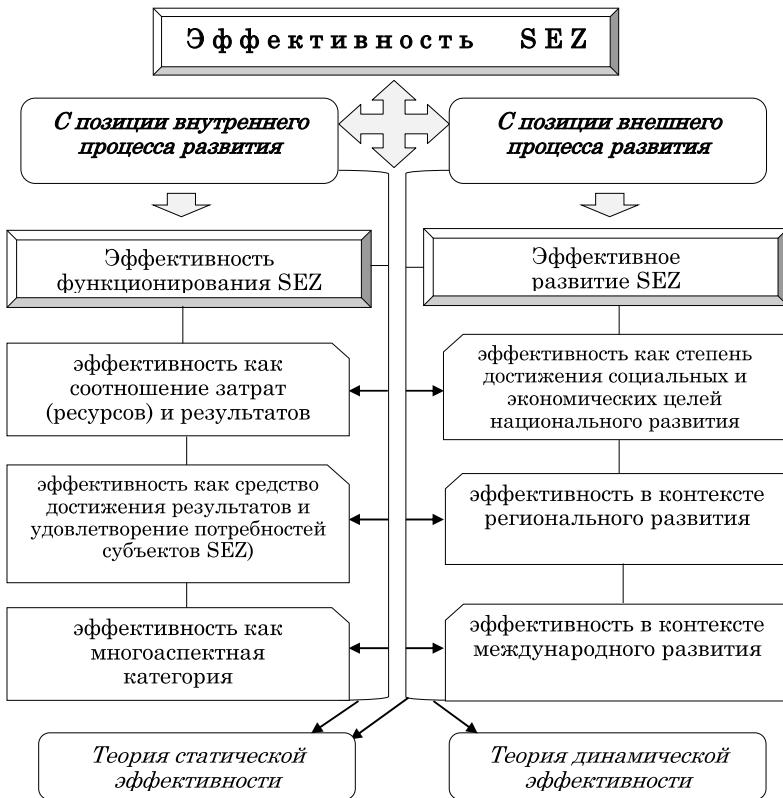 Эффективность SEZ
С позиции внутреннего
процесса развития
С позиции внешнего
процесса развития
Эффективность
функционирования SEZ
Эффективное
развитие SEZ
эффективность как
соотношение затрат
(ресурсов) и результатов
эффективность как степень
достижения социальных и
экономических целей
национального развития
эффективность как средство
достижения результатов и
удовлетворение потребностей
субъектов SEZ)
эффективность в контексте
регионального развития
эффективность как
многоаспектная
категория
эффективность в контексте
международного развития
Теория статической
эффективности
Теория динамической
эффективности